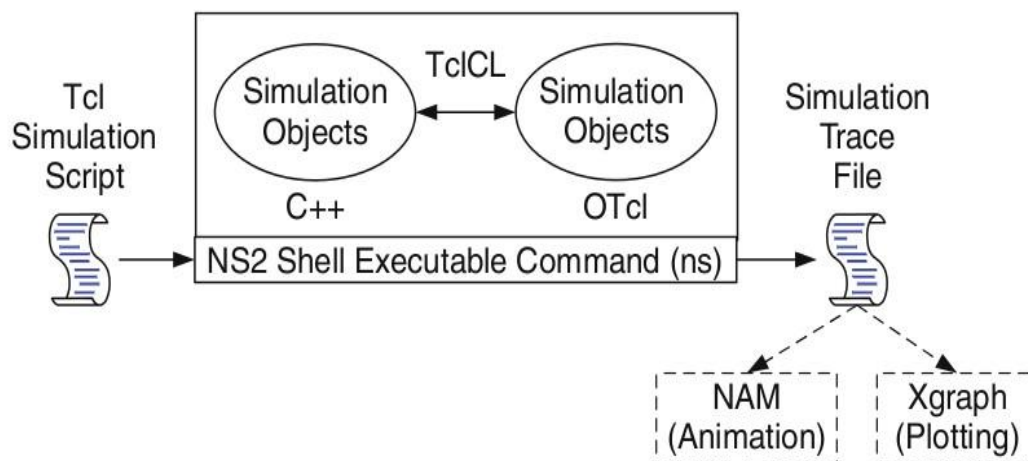 Tcl
Simulation
Script
TclCL
Simulation
Objects
Simulation
Objects
C++
OTcl
NS2 Shell Executable Command (ns)
Simulation
Trace
File
NAM
(Animation)
Xgraph
(Plotting)